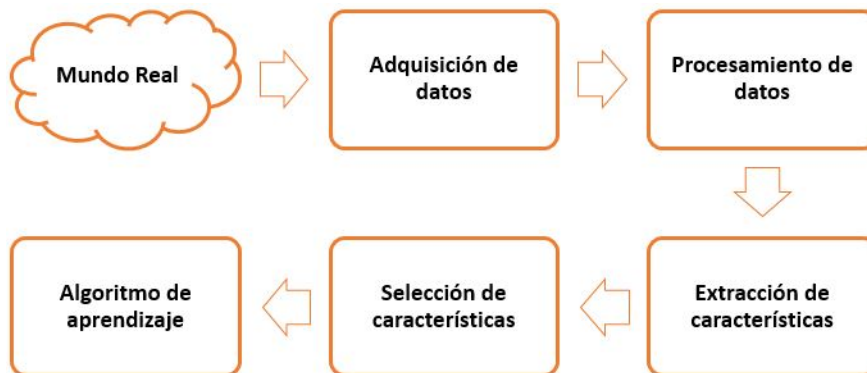 Mundo Real
Adquisición de
datos
Procesamiento de
datos
Extracción de
características
Selección de
características
Algoritmo de
aprendizaje